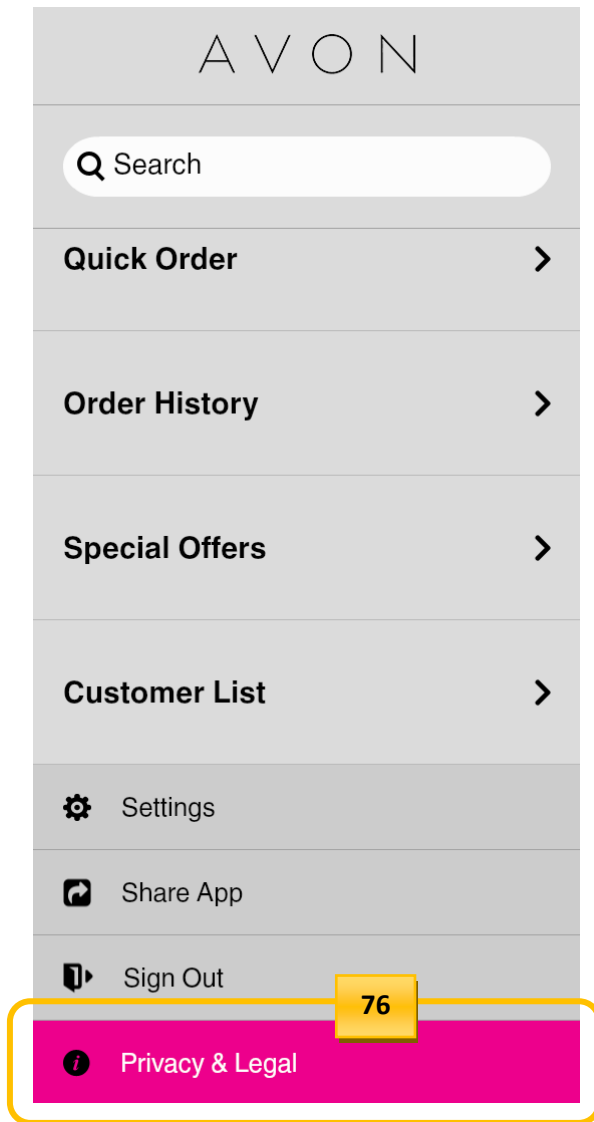 AVON
Search
Quick Order
Order History
Special Offers
Customer List
Settings
Share App
Sign Out
76
Privacy & Legal